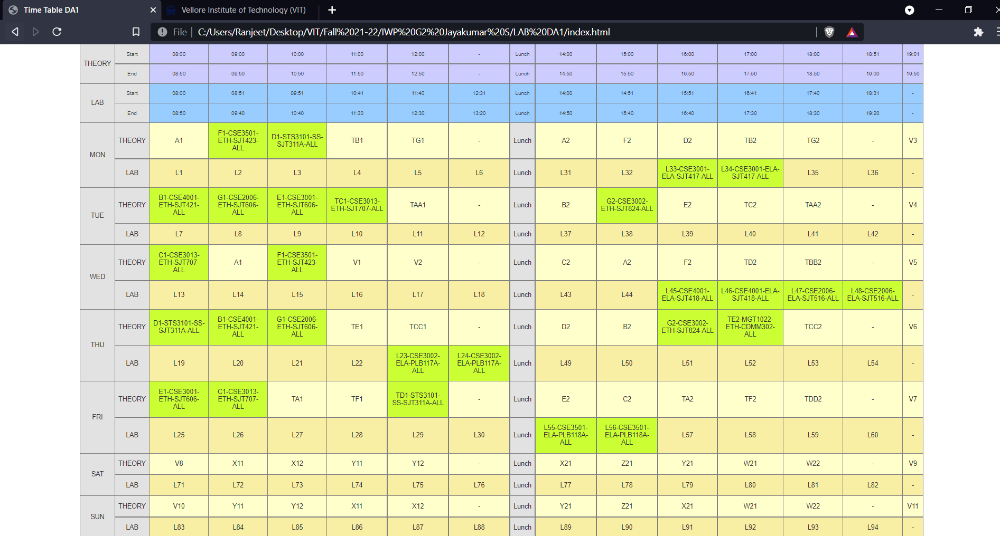 Time Table DA1
Vellore Institute of Technology (VIT)
File C:/Users/Ranjeet/Desktop/VIT/Fall%2021-22/IWP%20G2%20Jayakumar%20S/LAB%20DA1/index.html
THEORY Start 08:00 09:00 10:00 11:00 12:00 - Lunch 14:00 15:00 16:00 17:00 18:00 18:51 19:01
End 08:50 09:50 10:50 11:50 12:50 - Lunch 14:50 15:50 16:50 17:50 18:50 19:00 19:50
LAB Start 08:00 08:51 09:51 10:41 11:40 12:31 Lunch 14:00 14:51 15:51 16:41 17:40 18:31 -
End 08:50 09:40 10:40 11:30 12:30 13:20 Lunch 14:50 15:40 16:40 17:30 18:30 19:20 -
MON THEORY A1 F1-CSE3501-ETH-SJT423-ALL D1-STS3101-SS-SJT311A-ALL TB1 TG1 - Lunch A2 F2 D2 TB2 TG2 - V3
LAB L1 L2 L3 L4 L5 L6 Lunch L31 L32 L33-CSE3001-ELA-SJT417-ALL L34-CSE3001-ELA-SJT417-ALL L35 L36 -
TUE THEORY B1-CSE4001-ETH-SJT421-ALL G1-CSE2006-ETH-SJT606-ALL E1-CSE3001-ETH-SJT606-ALL TC1-CSE3013-ETH-SJT707-ALL TAA1 - Lunch B2 G2-CSE3002-ETH-SJT824-ALL E2 TC2 TAA2 - V4
LAB L7 L8 L9 L10 L11 L12 Lunch L37 L38 L39 L40 L41 L42 -
WED THEORY C1-CSE3013-ETH-SJT707-ALL A1 F1-CSE3501-ETH-SJT423-ALL V1 V2 - Lunch C2 A2 F2 TD2 TBB2 - V5
LAB L13 L14 L15 L16 L17 L18 Lunch L43 L44 L45-CSE4001-ELA-SJT418-ALL L46-CSE4001-ELA-SJT418-ALL L47-CSE2006-ELA-SJT516-ALL L48-CSE2006-ELA-SJT516-ALL -
THU THEORY D1-STS3101-SS-SJT311A-ALL B1-CSE4001-ETH-SJT421-ALL G1-CSE2006-ETH-SJT606-ALL TE1 TCC1 - Lunch D2 B2 G2-CSE3002-ETH-SJT824-ALL TE2-MGT1022-ETH-CDMM302-ALL TCC2 - V6
LAB L19 L20 L21 L22 L23-CSE3002-ELA-PLB117A-ALL L24-CSE3002-ELA-PLB117A-ALL Lunch L49 L50 L51 L52 L53 L54 -
FRI THEORY E1-CSE3001-ETH-SJT606-ALL C1-CSE3013-ETH-SJT707-ALL TA1 TF1 TD1-STS3101-SS-SJT311A-ALL - Lunch E2 C2 TA2 TF2 TDD2 - V7
LAB L25 L26 L27 L28 L29 L30 Lunch L55-CSE3501-ELA-PLB118A-ALL L56-CSE3501-ELA-PLB118A-ALL L57 L58 L59 L60 -
SAT THEORY V8 X11 X12 Y11 Y12 - Lunch X21 Z21 Y21 W21 W22 - V9
LAB L71 L72 L73 L74 L75 L76 Lunch L77 L78 L79 L80 L81 L82 -
SUN THEORY V10 Y11 Y12 X11 X12 - Lunch Y21 Z21 X21 W21 W22 - V11
LAB L83 L84 L85 L86 L87 L88 Lunch L89 L90 L91 L92 L93 L94 -